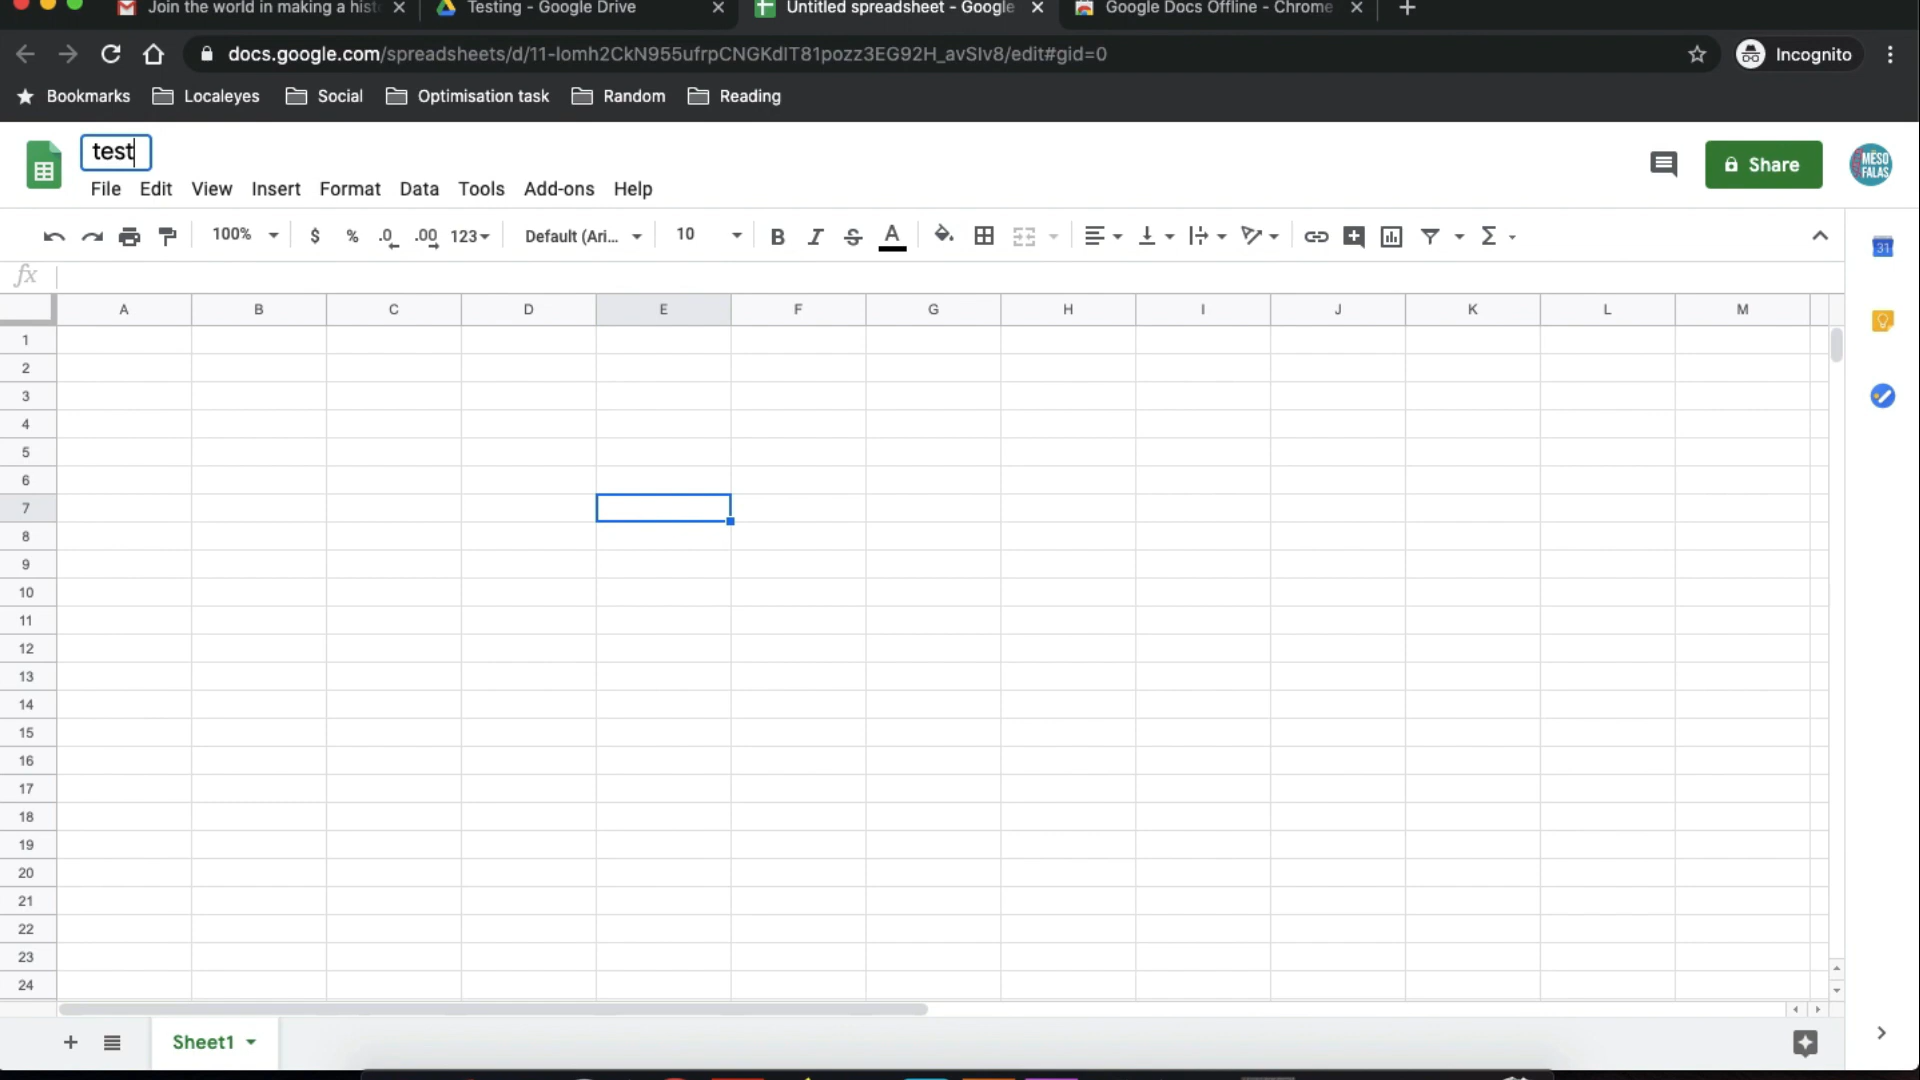 Join the world in making a hist
Testing - Google Drive
Untitled spreadsheet - Google
Google Docs Offline - Chrome
docs.google.com/spreadsheets/d/11-Iomh2CkN955ufrpCNGKdIT81pozz3EG92H_avSIv8/edit#gid=0
Incognito
Bookmarks Localeyes Social Optimisation task Random Reading
test
Share
MËSO FALAS
File Edit View Insert Format Data Tools Add-ons Help
100% $ % .0 .00 123 Default (Ari... 10 B I S A Σ
31
fx
A B C D E F G H I J K L M
1
2
3
4
5
6
7
8
9
10
11
12
13
14
15
16
17
18
19
20
21
22
23
24
Sheet1